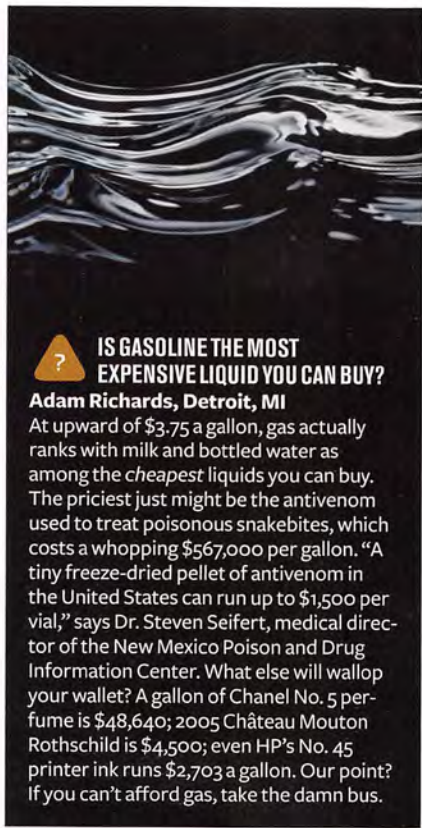 ?
IS GASOLINE THE MOST
EXPENSIVE LIQUID YOU CAN BUY?
Adam Richards, Detroit, MI
At upward of $3.75 a gallon, gas actually
ranks with milk and bottled water as
among the cheapest liquids you can buy.
The priciest just might be the antivenom
used to treat poisonous snakebites, which
costs a whopping $567,000 per gallon. “A
tiny freeze-dried pellet of antivenom in
the United States can run up to $1,500 per
vial,” says Dr. Steven Seifert, medical direc-
tor of the New Mexico Poison and Drug
Information Center. What else will wallop
your wallet? A gallon of Chanel No. 5 per-
fume is $48,640; 2005 Château Mouton
Rothschild is $4,500; even HP’s No. 45
printer ink runs $2,703 a gallon. Our point?
If you can’t afford gas, take the damn bus.